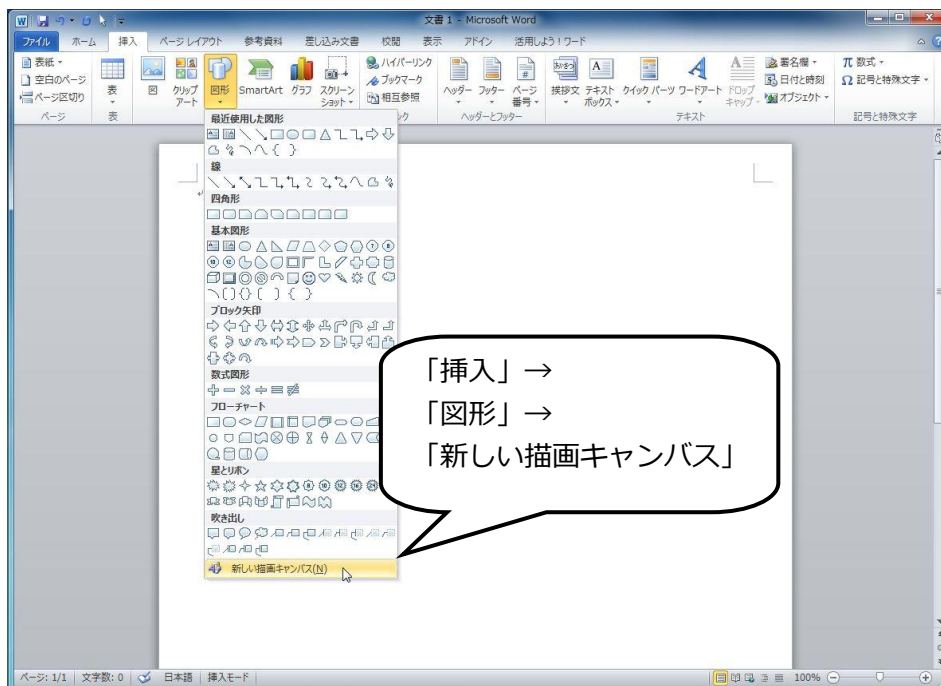 文書 1 - Microsoft Word
ファイル ホーム 挿入 ページ レイアウト 参考資料 差し込み文書 校閲 表示 アドイン 活用しよう！ワード
表紙
空白のページ
ページ区切り
ページ
表
表
図
クリップ
アート
図形
SmartArt
グラフ
スクリーン
ショット
ハイパーリンク
ブックマーク
相互参照
ヘッダー フッター ページ
番号
ヘッダーとフッター
挨拶文 テキスト
ボックス
クイック パーツ ワードアート ドロップ
キャップ
署名欄
日付と時刻
オブジェクト
テキスト
π 数式
Ω 記号と特殊文字
記号と特殊文字
最近使用した図形
線
四角形
基本図形
ブロック矢印
数式図形
フローチャート
星とリボン
吹き出し
新しい描画キャンバス(N)
「挿入」→
「図形」→
「新しい描画キャンバス」
ページ: 1/1 文字数: 0 日本語 挿入モード 100%